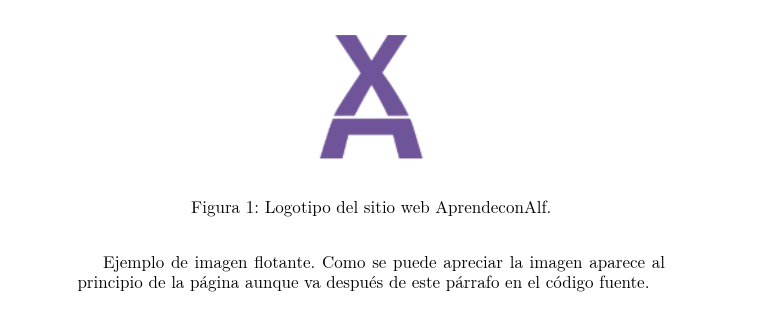 Figura 1: Logotipo del sitio web AprendeconAlf.
Ejemplo de imagen flotante. Como se puede apreciar la imagen aparece al
principio de la página aunque va después de este párrafo en el código fuente.